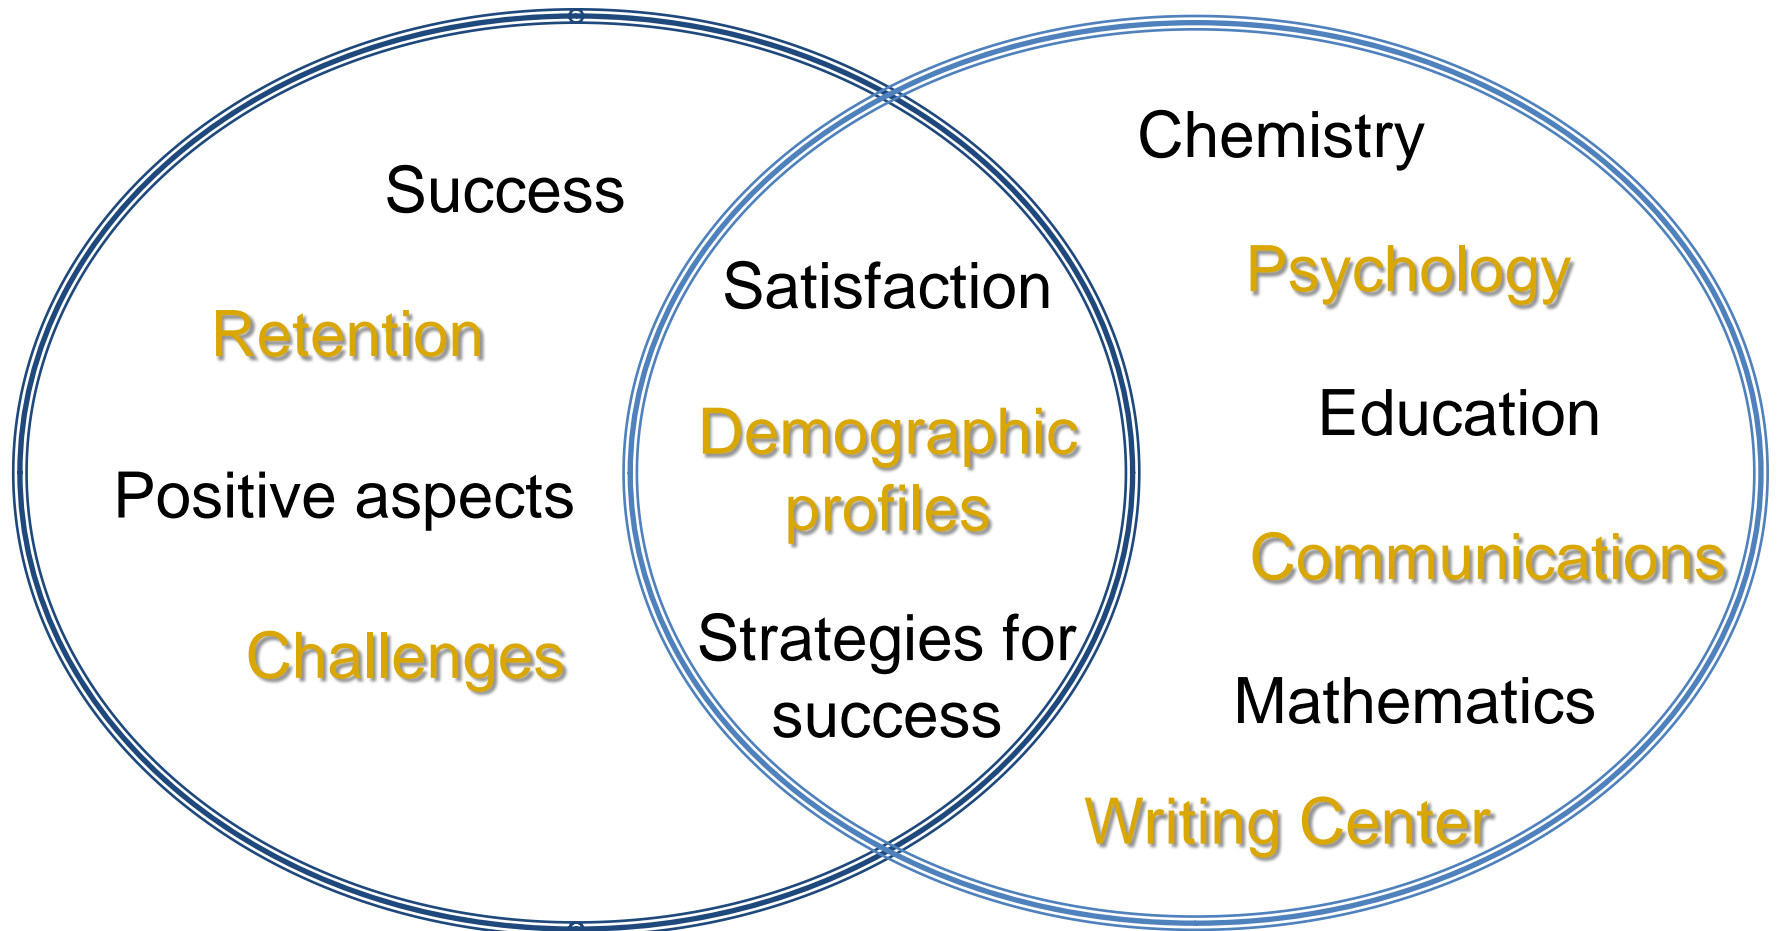 Success
Retention
Positive aspects
Challenges
Satisfaction
Demographic
profiles
Strategies for
success
Chemistry
Psychology
Education
Communications
Mathematics
Writing Center